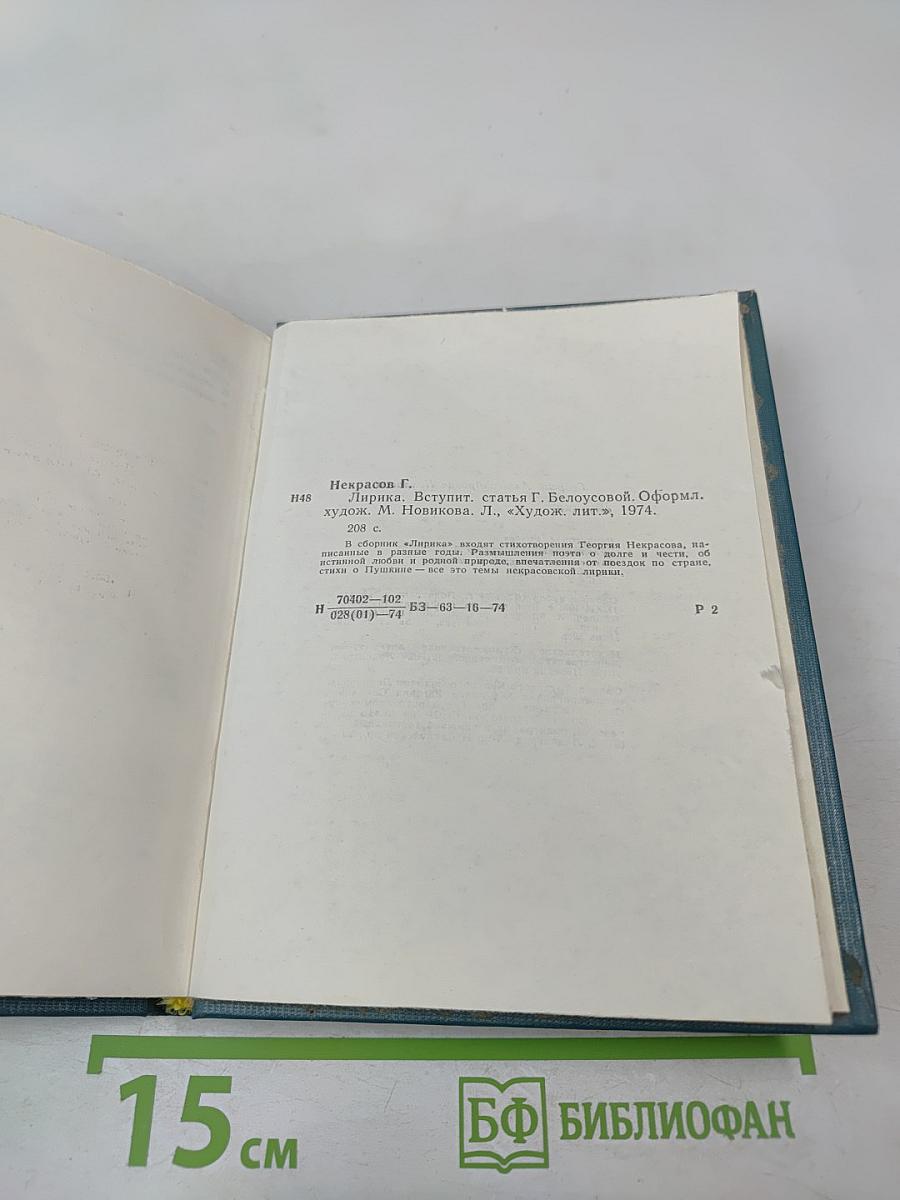 Некрасов Г.
Н48 Лирика. Вступит. статья Г. Белоусовой. Оформл.
худож. М. Новикова. Л., «Худож. лит.», 1974.
208 с.
В сборник «Лирика» входят стихотворения Георгия Некрасова, на-
писанные в разные годы. Размышления поэта о долге и чести, об
истинной любви и родной природе, впечатления от поездок по стране,
стихи о Пушкине — все это темы некрасовской лирики.
70402—102
Н БЗ—63—16—74 Р 2
028(01)—74
15 см
БФ БИБЛИОФАН